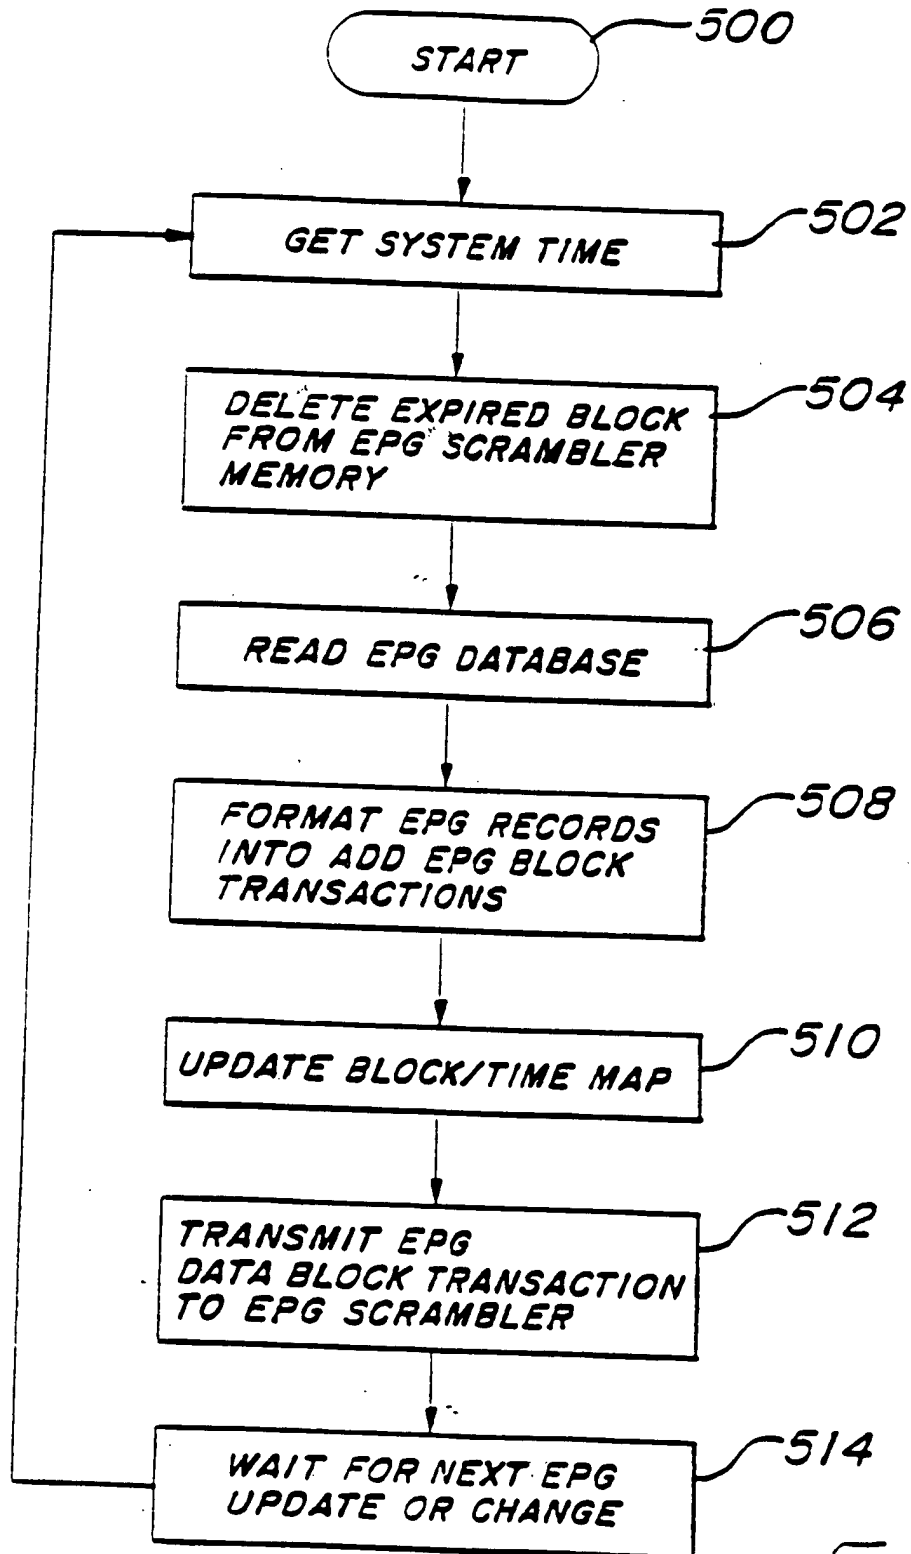 500
START
502
GET SYSTEM TIME
504
DELETE EXPIRED BLOCK
FROM EPG SCRAMBLER
MEMORY
506
READ EPG DATABASE
508
FORMAT EPG RECORDS
INTO ADD EPG BLOCK
TRANSACTIONS
510
UPDATE BLOCK/TIME MAP
512
TRANSMIT EPG
DATA BLOCK TRANSACTION
TO EPG SCRAMBLER
514
WAIT FOR NEXT EPG
UPDATE OR CHANGE